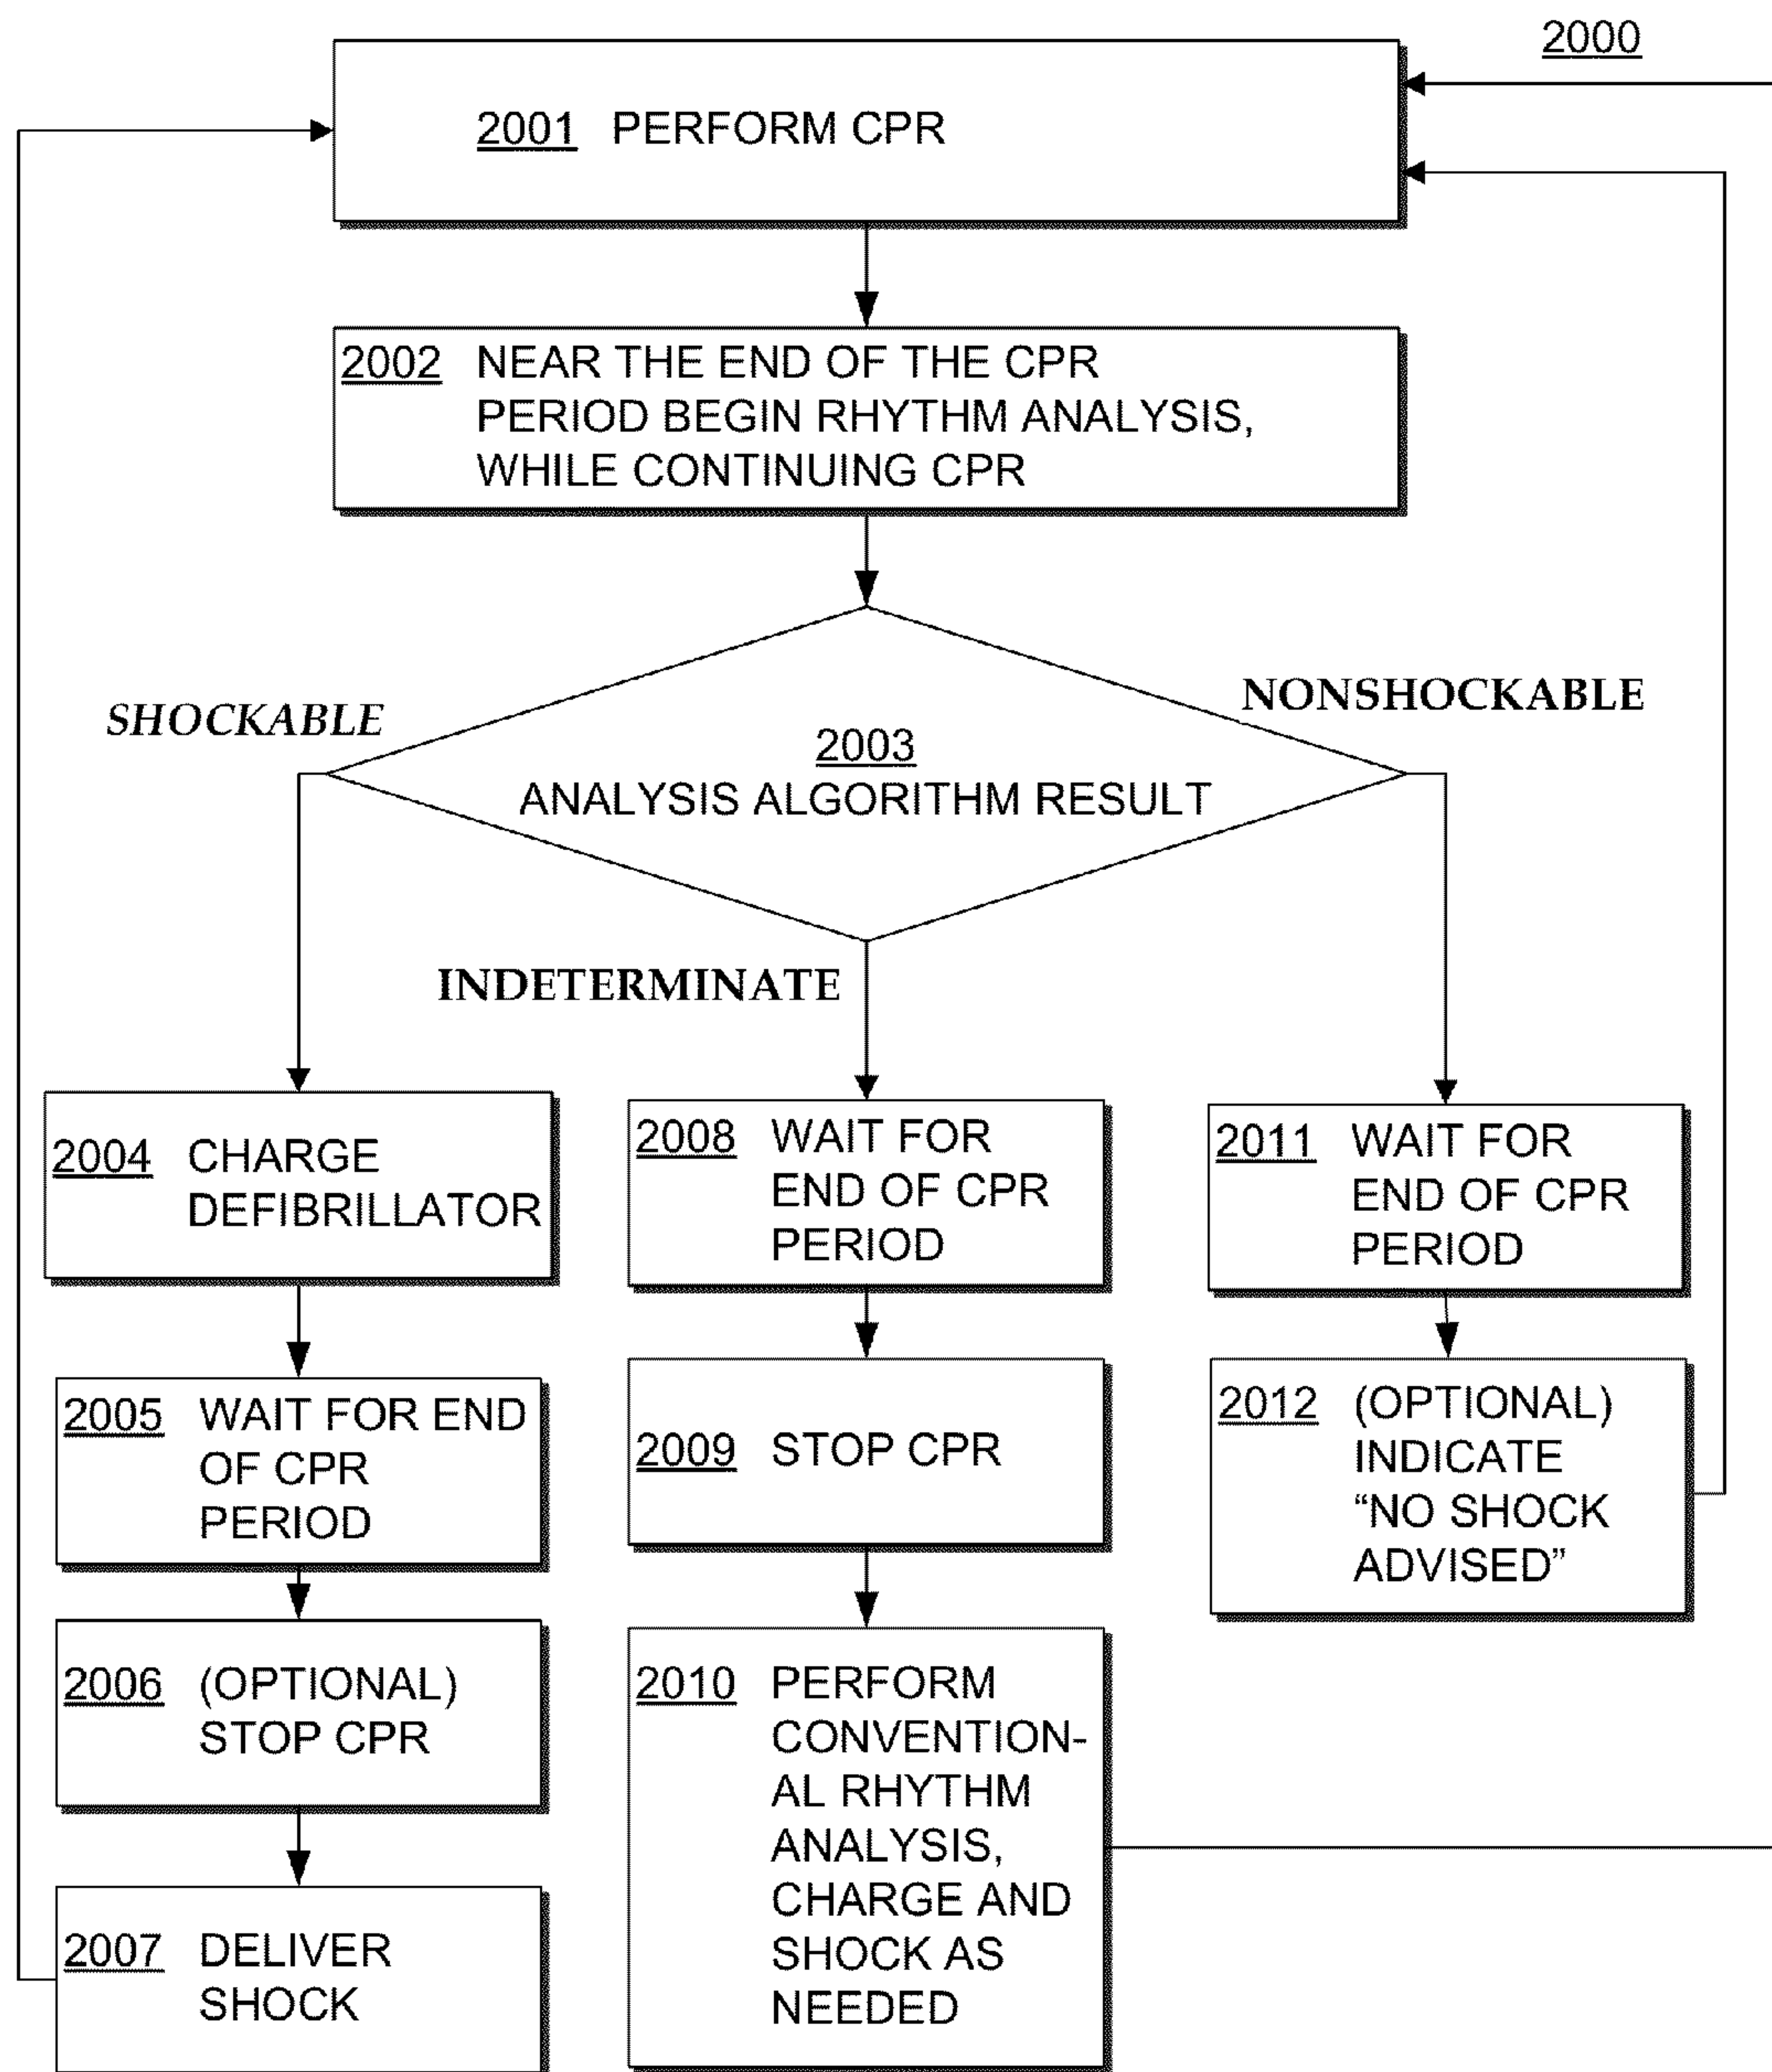 2000
2001 PERFORM CPR
2002 NEAR THE END OF THE CPR
PERIOD BEGIN RHYTHM ANALYSIS,
WHILE CONTINUING CPR
SHOCKABLE
NONSHOCKABLE
2003
ANALYSIS ALGORITHM RESULT
INDETERMINATE
2004 CHARGE
DEFIBRILLATOR
2005 WAIT FOR END
OF CPR
PERIOD
2006 (OPTIONAL)
STOP CPR
2007 DELIVER
SHOCK
2008 WAIT FOR
END OF CPR
PERIOD
2009 STOP CPR
2010 PERFORM
CONVENTION-
AL RHYTHM
ANALYSIS,
CHARGE AND
SHOCK AS
NEEDED
2011 WAIT FOR
END OF CPR
PERIOD
2012 (OPTIONAL)
INDICATE
“NO SHOCK
ADVISED”